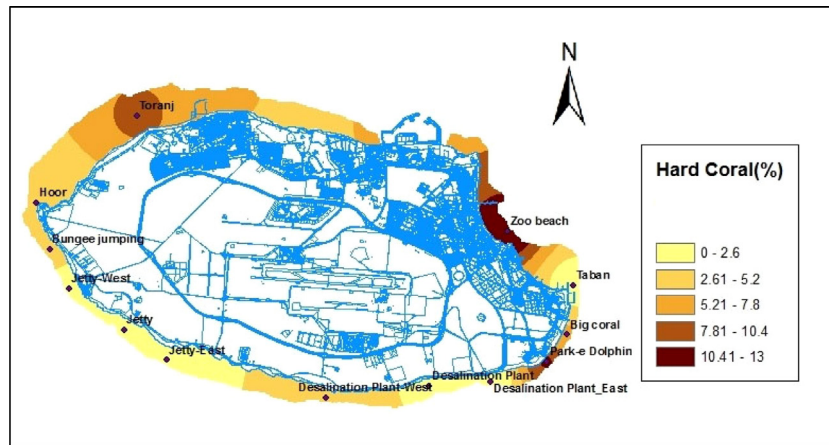 N
Toranj
Hard Coral(%)
Hoor
Zoo beach
Bungee jumping
0 - 2.6
Jetty-West
Taban
2.61 - 5.2
5.21 - 7.8
Jetty
Big coral
7.81 - 10.4
Jetty-East
Park-e Dolphin
10.41 - 13
Desalination Plant-West
Desalination Plant
Desalination Plant_East